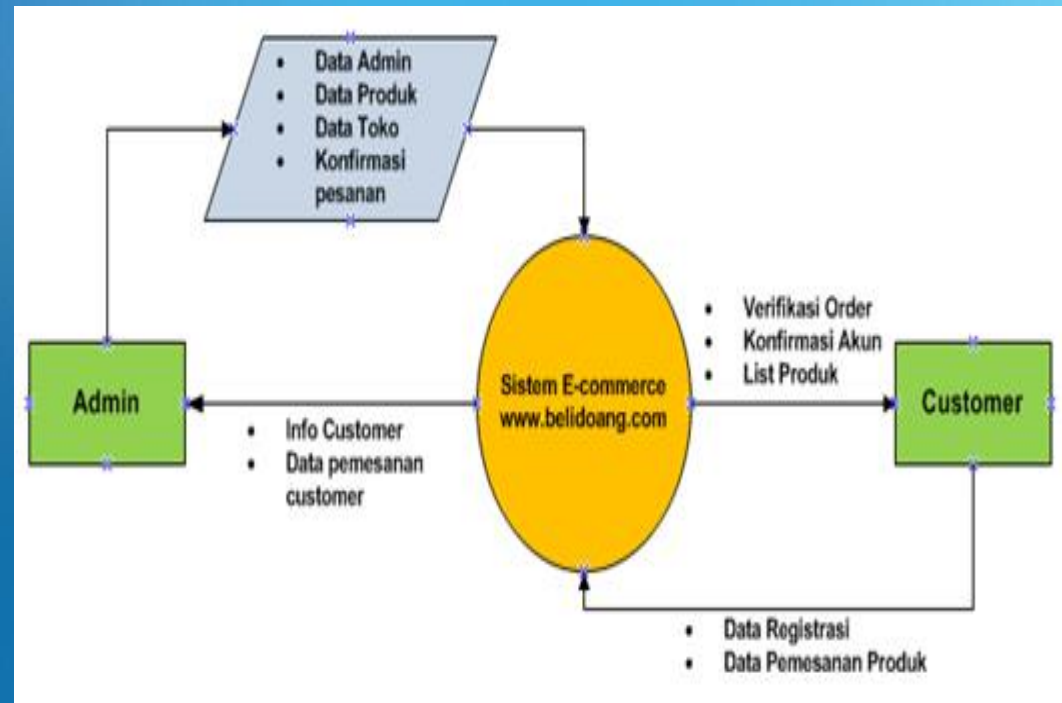 • Data Admin
• Data Produk
• Data Toko
• Konfirmasi
pesanan
• Verifikasi Order
• Konfirmasi Akun
• List Produk
Admin
Sistem E-commerce
www.belidoang.com
Customer
• Info Customer
• Data pemesanan
customer
• Data Registrasi
• Data Pemesanan Produk